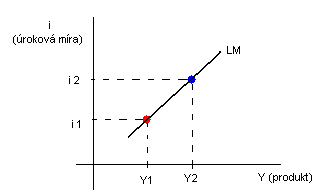 i
(úroková míra)
LM
i 2
i 1
Y1
Y2
Y (produkt)